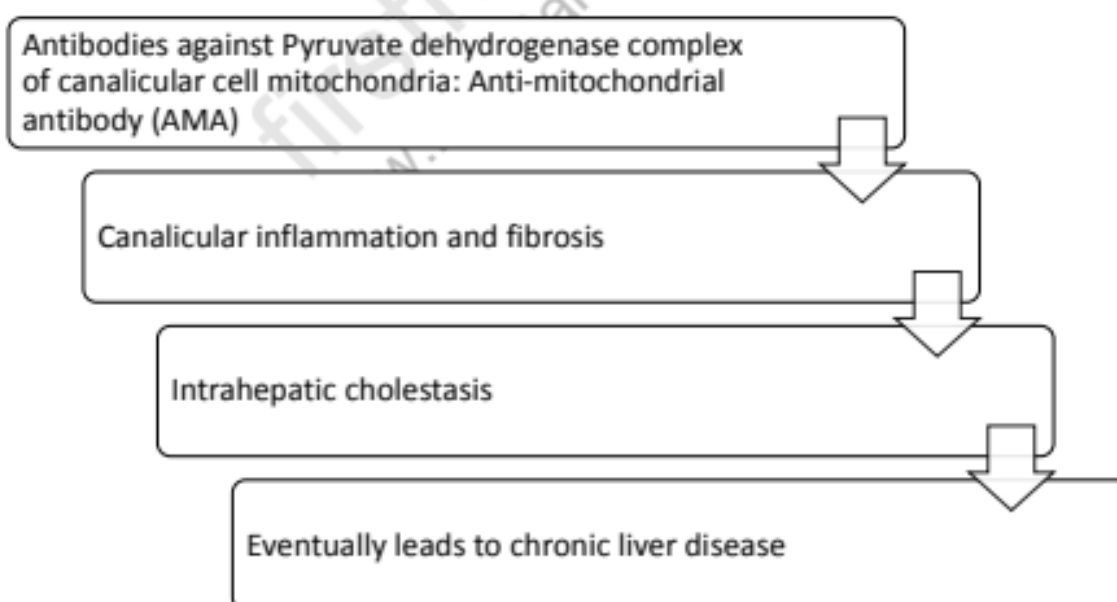 Antibodies against Pyruvate dehydrogenase complex
of canalicular cell mitochondria: Anti-mitochondrial
antibody (AMA)
Canalicular inflammation and fibrosis
Intrahepatic cholestasis
Eventually leads to chronic liver disease